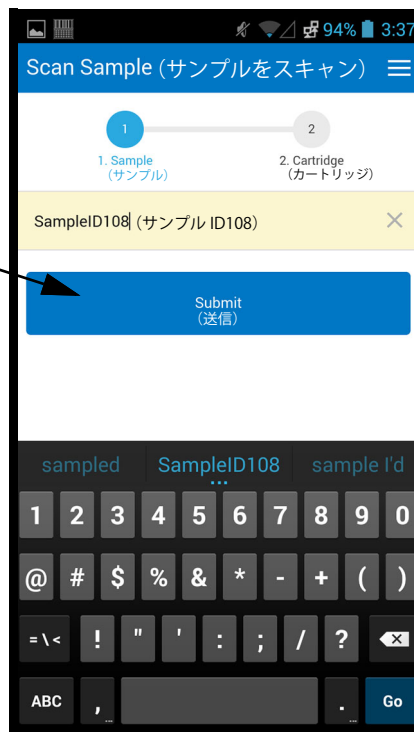 94% 3:37
Scan Sample (サンプルをスキャン)
1 2
1. Sample
（サンプル）
2. Cartridge
（カートリッジ）
SampleID108 (サンプル ID108)
Submit
（送信）
sampled SampleID108 sample I'd
1 2 3 4 5 6 7 8 9 0
@ # $ % & * - + ( )
= \ < ! " ' : ; / ?
ABC , . Go